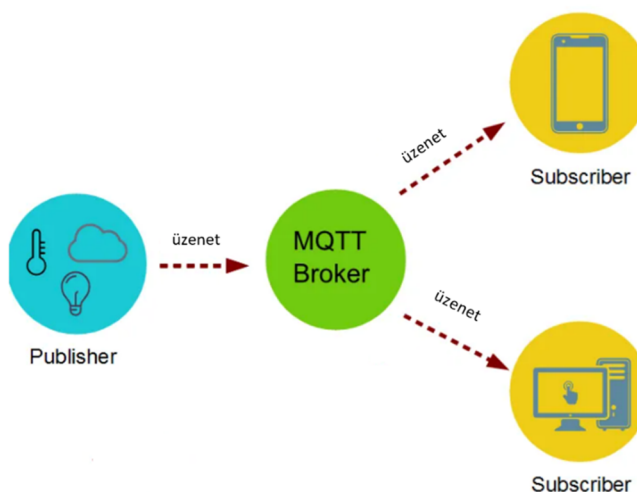 üzenet
Subscriber
üzenet
MQTT
Broker
Publisher
üzenet
Subscriber